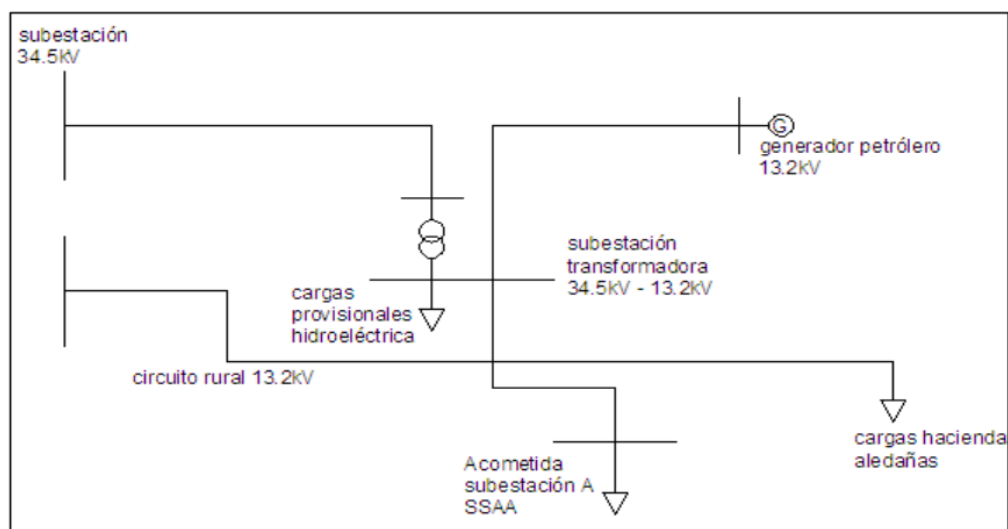 subestación
34.5kV
G
generador petrólero
13.2kV
subestación
transformadora
34.5kV - 13.2kV
cargas
provisionales
hidroeléctrica
circuito rural 13.2kV
cargas hacienda
aledañas
Acometida
subestación A
SSAA